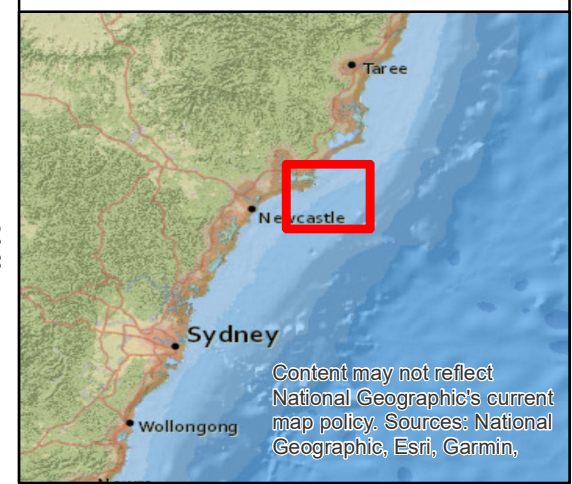 Taree
Newcastle
Sydney
Content may not reflect
National Geographic's current
map policy. Sources: National
Geographic, Esri, Garmin,
Wollongong